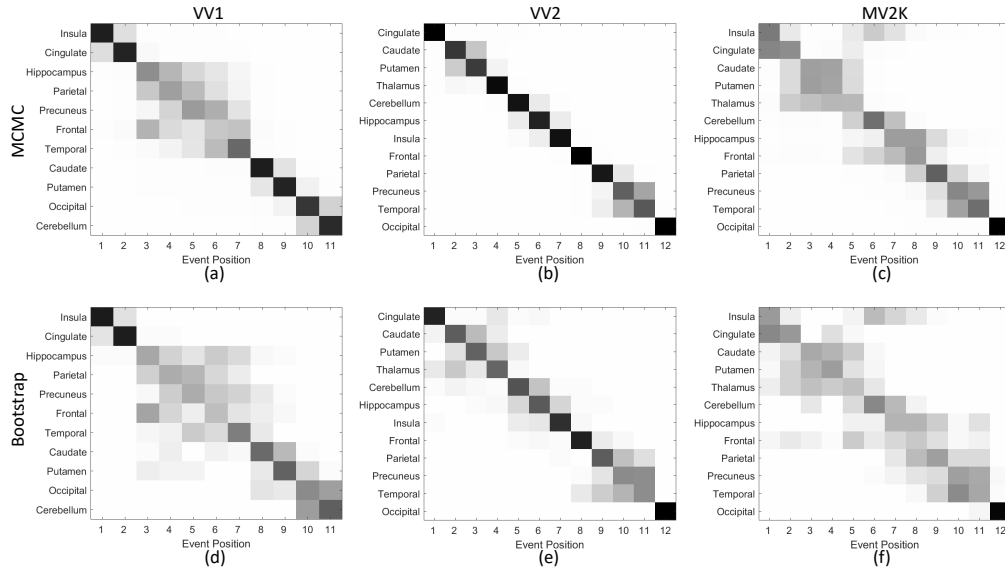 VV1
VV2
MV2K
MCMC
Insula
Cingulate
Hippocampus
Parietal
Precuneus
Frontal
Temporal
Caudate
Putamen
Occipital
Cerebellum
1 2 3 4 5 6 7 8 9 10 11
Event Position
(a)
Cingulate
Caudate
Putamen
Thalamus
Cerebellum
Hippocampus
Insula
Frontal
Parietal
Precuneus
Temporal
Occipital
1 2 3 4 5 6 7 8 9 10 11 12
Event Position
(b)
Insula
Cingulate
Caudate
Putamen
Thalamus
Cerebellum
Hippocampus
Frontal
Parietal
Precuneus
Temporal
Occipital
1 2 3 4 5 6 7 8 9 10 11 12
Event Position
(c)
Bootstrap
Insula
Cingulate
Hippocampus
Parietal
Precuneus
Frontal
Temporal
Caudate
Putamen
Occipital
Cerebellum
1 2 3 4 5 6 7 8 9 10 11
Event Position
(d)
Cingulate
Caudate
Putamen
Thalamus
Cerebellum
Hippocampus
Insula
Frontal
Parietal
Precuneus
Temporal
Occipital
1 2 3 4 5 6 7 8 9 10 11 12
Event Position
(e)
Insula
Cingulate
Caudate
Putamen
Thalamus
Cerebellum
Hippocampus
Frontal
Parietal
Precuneus
Temporal
Occipital
1 2 3 4 5 6 7 8 9 10 11 12
Event Position
(f)